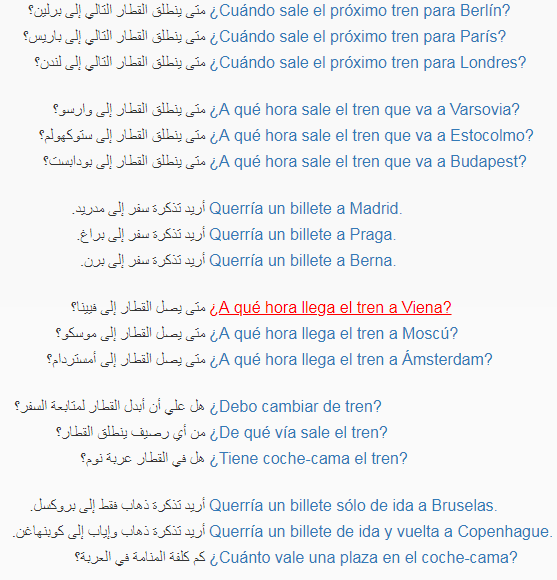 متى ينطلق القطار التالي إلى برلين؟ ¿Cuándo sale el próximo tren para Berlín?
متى ينطلق القطار التالي إلى باريس؟ ¿Cuándo sale el próximo tren para París?
متى ينطلق القطار التالي إلى لندن؟ ¿Cuándo sale el próximo tren para Londres?
متى ينطلق القطار إلى وارسو؟ ¿A qué hora sale el tren que va a Varsovia?
متى ينطلق القطار إلى ستوكهولم؟ ¿A qué hora sale el tren que va a Estocolmo?
متى ينطلق القطار إلى بودابست؟ ¿A qué hora sale el tren que va a Budapest?
أريد تذكرة سفر إلى مدريد. Querría un billete a Madrid.
أريد تذكرة سفر إلى براغ. Querría un billete a Praga.
أريد تذكرة سفر إلى برن. Querría un billete a Berna.
متى يصل القطار إلى فيينا؟ ¿A qué hora llega el tren a Viena?
متى يصل القطار إلى موسكو؟ ¿A qué hora llega el tren a Moscú?
متى يصل القطار إلى أمستردام؟ ¿A qué hora llega el tren a Ámsterdam?
هل علي أن أبدل القطار لمتابعة السفر؟ ¿Debo cambiar de tren?
من أي رصيف ينطلق القطار؟ ¿De qué vía sale el tren?
هل في القطار عربة نوم؟ ¿Tiene coche-cama el tren?
أريد تذكرة ذهاب فقط إلى بروكسل. Querría un billete sólo de ida a Bruselas.
أريد تذكرة ذهاب وإياب إلى كوبنهاغن. Querría un billete de ida y vuelta a Copenhague.
كم كلفة المنامة في العربة؟ ¿Cuánto vale una plaza en el coche-cama?